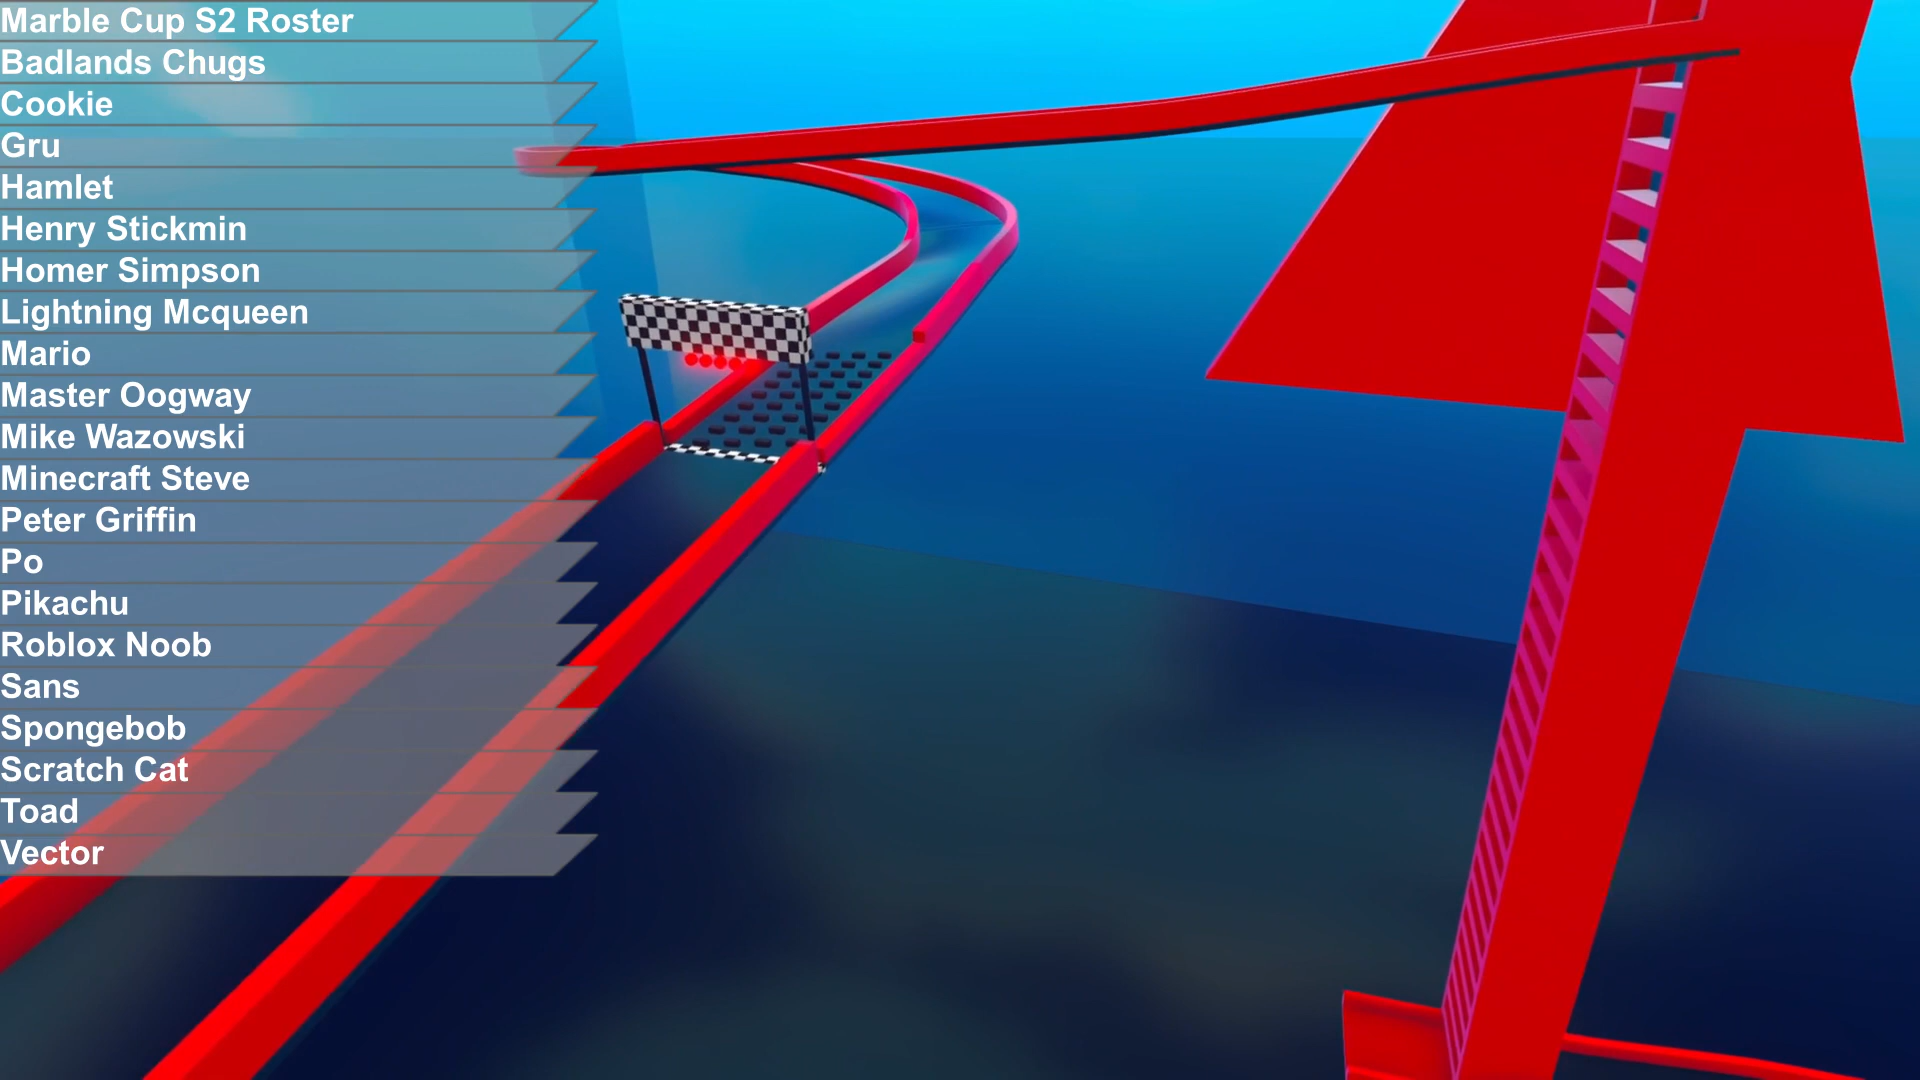 Marble Cup S2 Roster
Badlands Chugs
Cookie
Gru
Hamlet
Henry Stickmin
Homer Simpson
Lightning Mcqueen
Mario
Master Oogway
Mike Wazowski
Minecraft Steve
Peter Griffin
Po
Pikachu
Roblox Noob
Sans
Spongebob
Scratch Cat
Toad
Vector